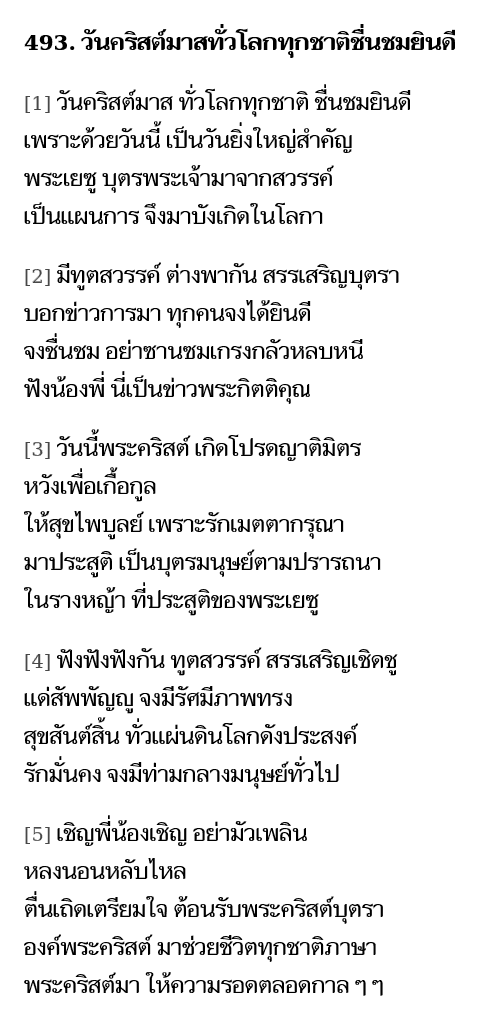 493. วันคริสต์มาสทั่วโลกทุกชาติชื่นชมยินดี
[1] วันคริสต์มาส ทั่วโลกทุกชาติ ชื่นชมยินดี
เพราะด้วยวันนี้ เป็นวันยิ่งใหญ่สำคัญ
พระเยซู บุตรพระเจ้ามาจากสวรรค์
เป็นแผนการ จึงมาบังเกิดในโลกา
[2] มีทูตสวรรค์ ต่างพากัน สรรเสริญบุตรา
บอกข่าวการมา ทุกคนจงได้ยินดี
จงชื่นชม อย่าซานซมเกรงกลัวหลบหนี
ฟังน้องพี่ นี่เป็นข่าวพระกิตติคุณ
[3] วันนี้พระคริสต์ เกิดโปรดญาติมิตร
หวังเพื่อเกื้อกูล
ให้สุขไพบูลย์ เพราะรักเมตตากรุณา
มาประสูติ เป็นบุตรมนุษย์ตามปรารถนา
ในรางหญ้า ที่ประสูติของพระเยซู
[4] ฟังฟังฟังกัน ทูตสวรรค์ สรรเสริญเชิดชู
แด่สัพพัญญู จงมีรัศมีภาพทรง
สุขสันต์สิ้น ทั่วแผ่นดินโลกดังประสงค์
รักมั่นคง จงมีท่ามกลางมนุษย์ทั่วไป
[5] เชิญพี่น้องเชิญ อย่ามัวเพลิน
หลงนอนหลับไหล
ตื่นเถิดเตรียมใจ ต้อนรับพระคริสต์บุตรา
องค์พระคริสต์ มาช่วยชีวิตทุกชาติภาษา
พระคริสต์มา ให้ความรอดตลอดกาล ๆ ๆ